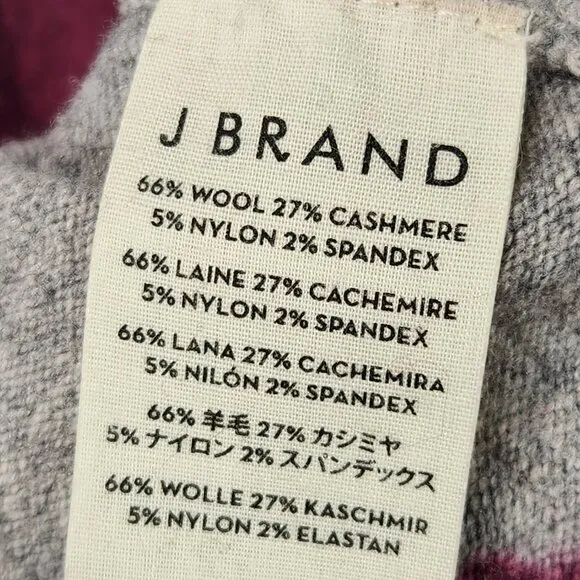 J BRAND
66% WOOL 27% CASHMERE
5% NYLON 2% SPANDEX
66% LAINE 27% CACHEMIRE
5% NYLON 2% SPANDEX
66% LANA 27% CACHEMIRA
5% NILÓN 2% SPANDEX
66% 羊毛 27% カシミヤ
5% ナイロン 2% スパンデックス
66% WOLLE 27% KASCHMIR
5% NYLON 2% ELASTAN